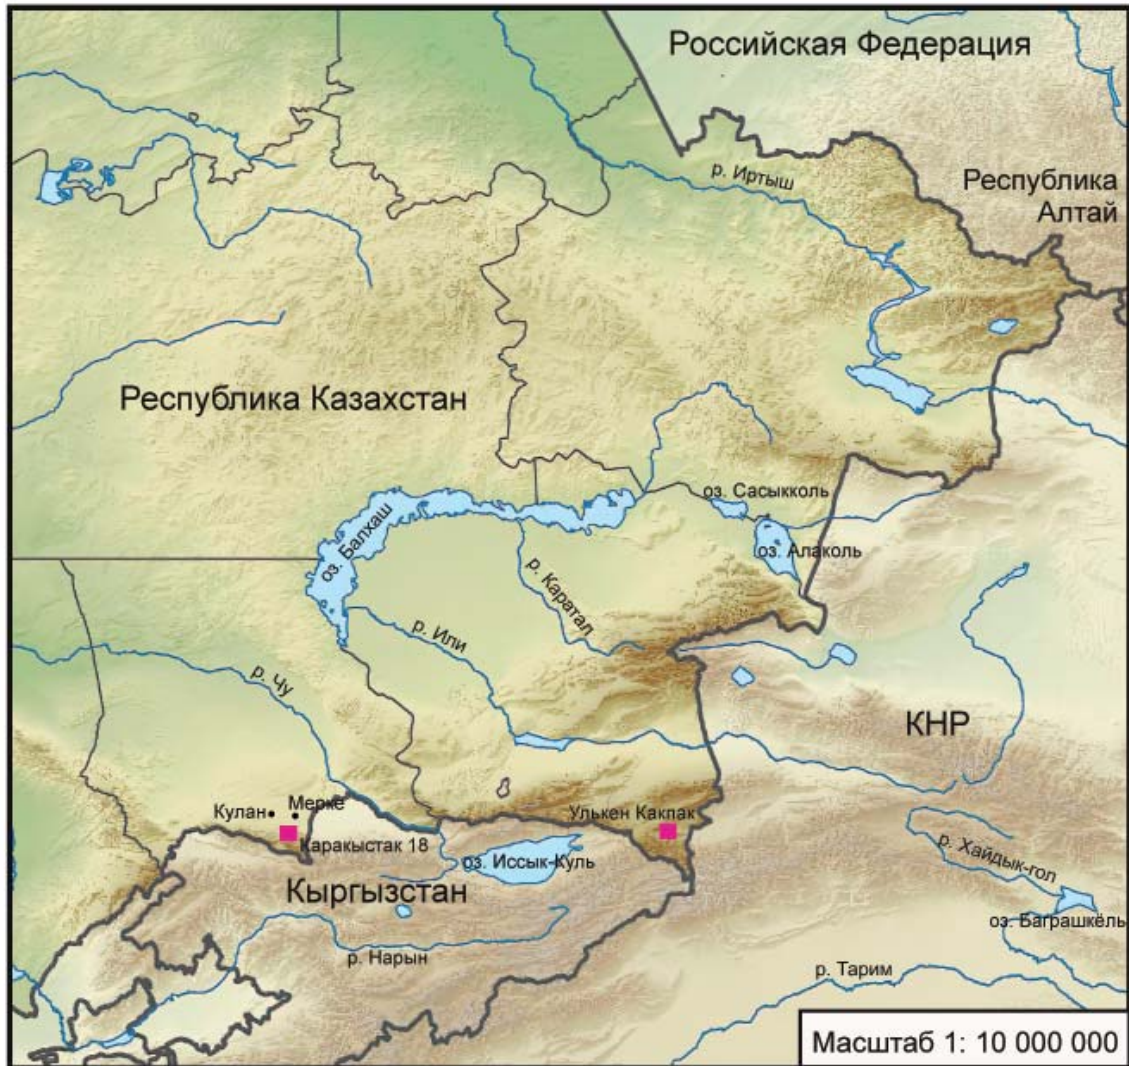 Российская Федерация
р. Иртыш
Республика
Алтай
Республика Казахстан
оз. Сасыкколь
оз. Балхаш
оз. Алаколь
р. Каратал
р. Или
р. Чу
КНР
Кулан
Мерке
Улькен Какпак
Каракыстак 18
оз. Иссык-Куль
р. Хайдык-гол
Кыргызстан
оз. Баграшкёль
р. Нарын
р. Тарим
Масштаб 1: 10 000 000